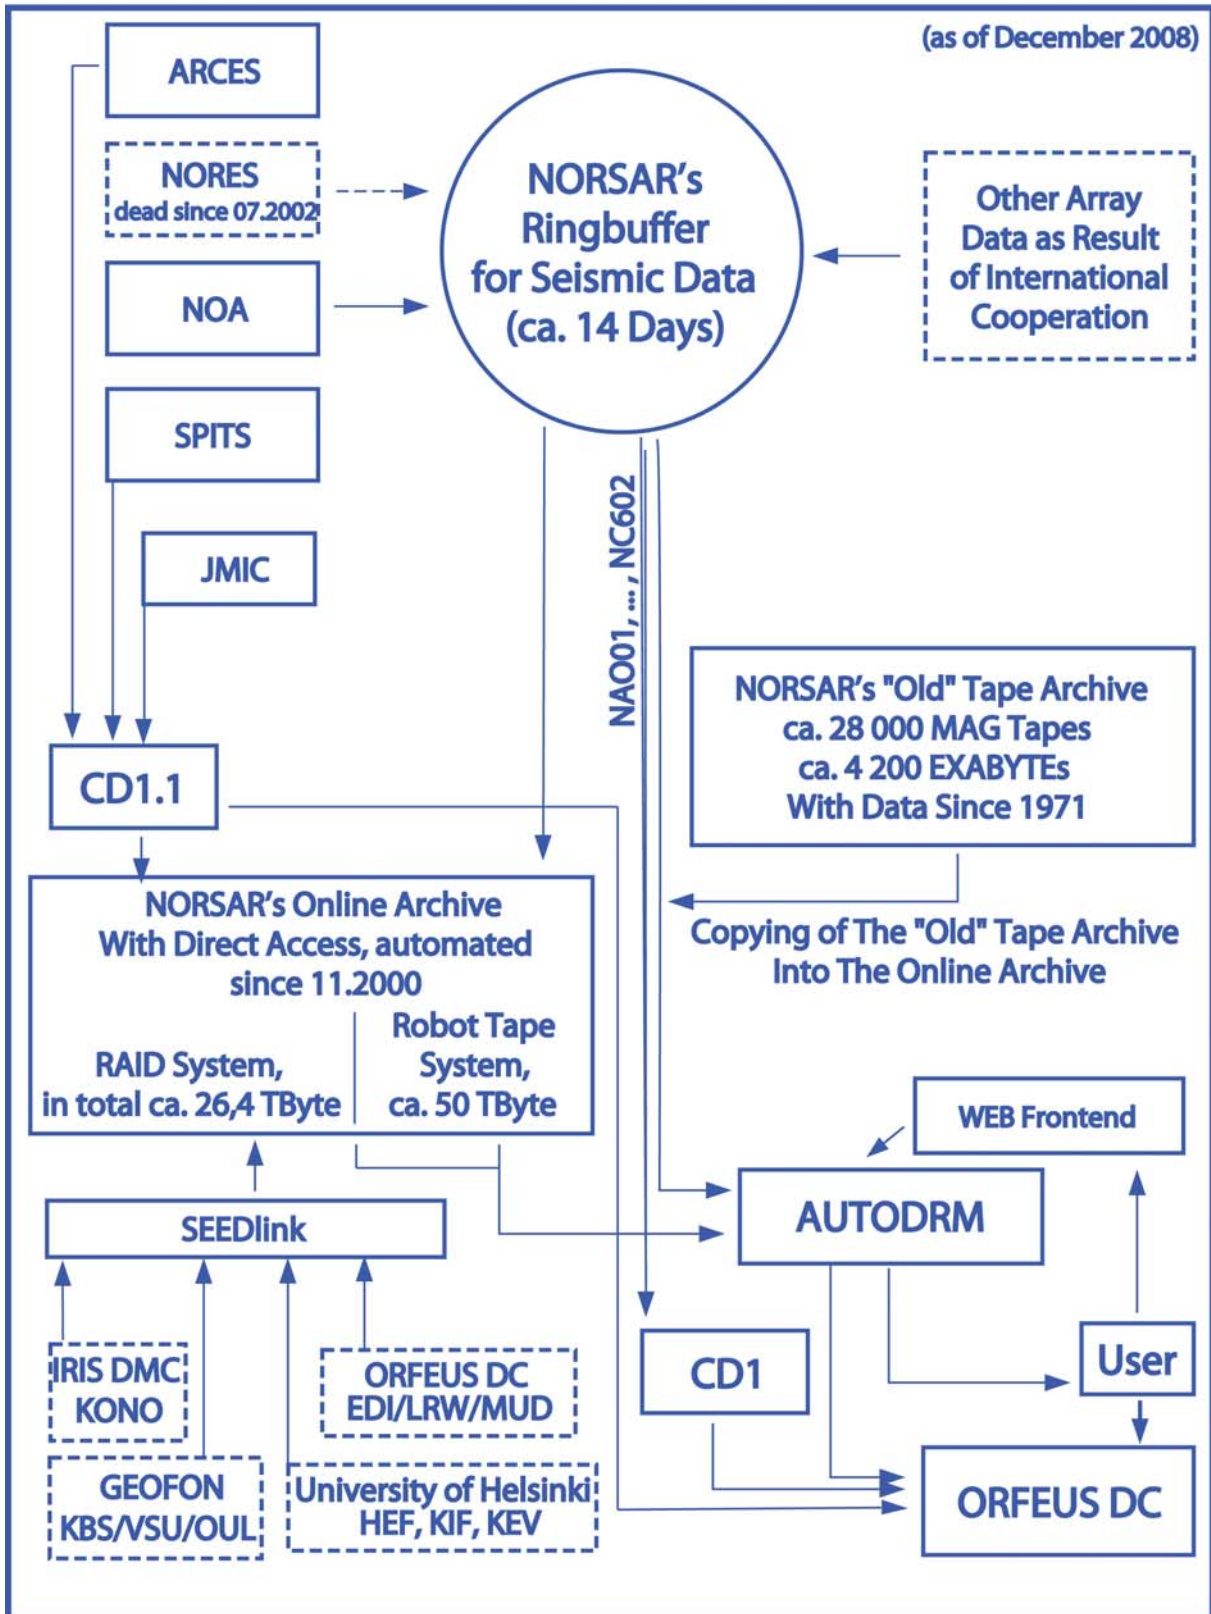 (as of December 2008)
ARCES
NORES
dead since 07.2002
NOA
SPITS
JMIC
NORSAR's
Ringbuffer
for Seismic Data
(ca. 14 Days)
Other Array
Data as Result
of International
Cooperation
NAO01, ... , NC602
NORSAR's "Old" Tape Archive
ca. 28 000 MAG Tapes
ca. 4 200 EXABYTEs
With Data Since 1971
Copying of The "Old" Tape Archive
Into The Online Archive
CD1.1
NORSAR's Online Archive
With Direct Access, automated
since 11.2000
RAID System,
in total ca. 26,4 TByte
Robot Tape
System,
ca. 50 TByte
WEB Frontend
AUTODRM
SEEDlink
IRIS DMC
KONO
ORFEUS DC
EDI/LRW/MUD
GEOFON
KBS/VSU/OUL
University of Helsinki
HEF, KIF, KEV
CD1
User
ORFEUS DC